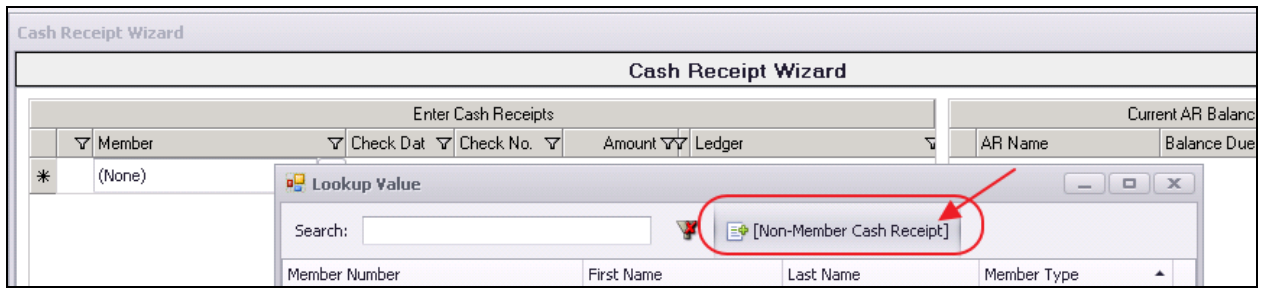 Cash Receipt Wizard
Cash Receipt Wizard
Enter Cash Receipts
Current AR Balanc
Member Check Dat Check No. Amount Ledger AR Name Balance Due
* (None)
Lookup Value
Search: [Non-Member Cash Receipt]
Member Number First Name Last Name Member Type